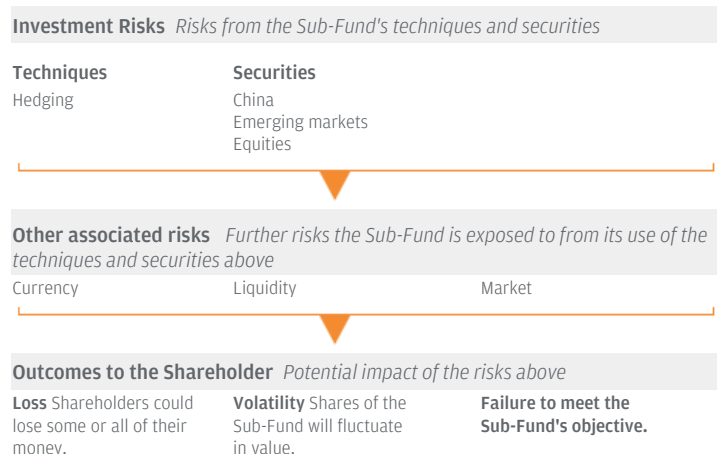 Investment Risks Risks from the Sub-Fund's techniques and securities
Techniques Securities
Hedging China
Emerging markets
Equities
Other associated risks Further risks the Sub-Fund is exposed to from its use of the
techniques and securities above
Currency Liquidity Market
Outcomes to the Shareholder Potential impact of the risks above
Loss Shareholders could
lose some or all of their
money.
Volatility Shares of the
Sub-Fund will fluctuate
in value.
Failure to meet the
Sub-Fund's objective.